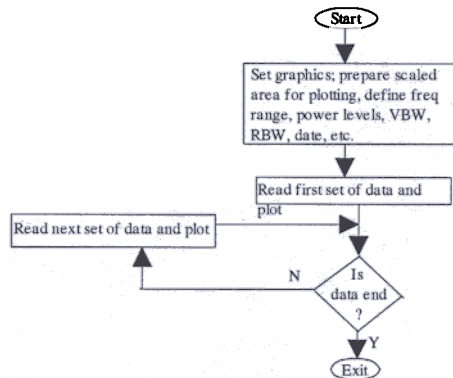 Start
Set graphics; prepare scaled
area for plotting, define freq
range, power levels, VBW,
RBW, date, etc.
Read first set of data and
plot
Read next set of data and plot
N
Is
data end
?
Y
Exit